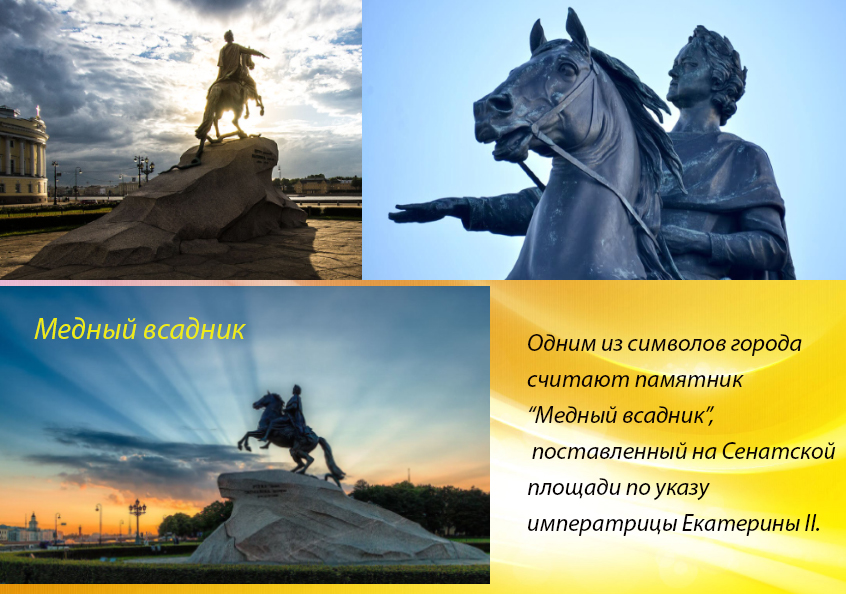 Медный всадник
Одним из символов города
считают памятник
“Медный всадник”,
поставленный на Сенатской
площади по указу
императрицы Екатерины II.